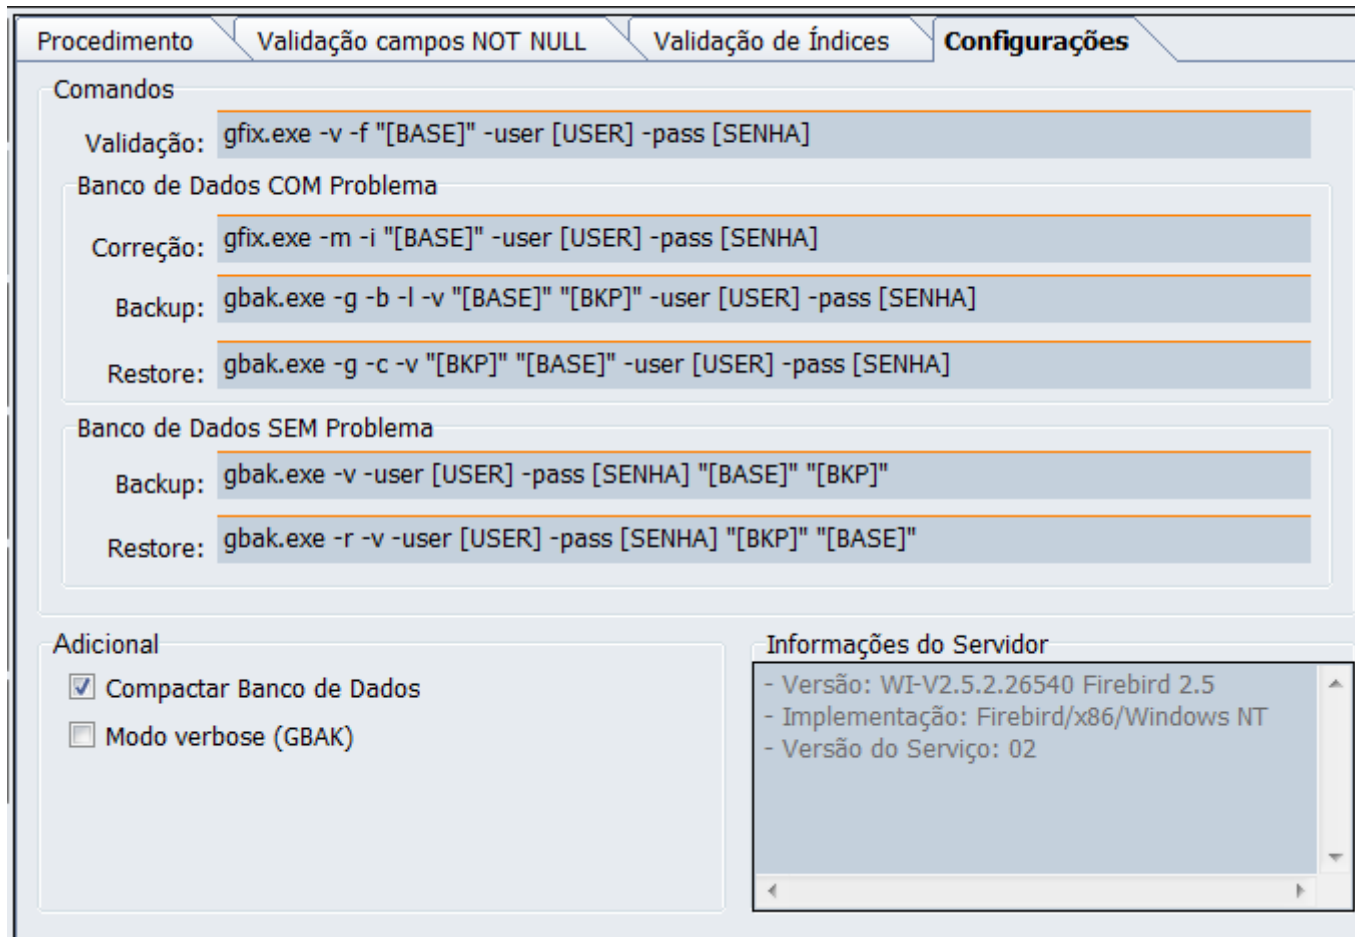 Procedimento
Validação campos NOT NULL
Validação de Índices
Configurações
Comandos
Validação: gfix.exe -v -f "[BASE]" -user [USER] -pass [SENHA]
Banco de Dados COM Problema
Correção: gfix.exe -m -i "[BASE]" -user [USER] -pass [SENHA]
Backup: gbak.exe -g -b -l -v "[BASE]" "[BKP]" -user [USER] -pass [SENHA]
Restore: gbak.exe -g -c -v "[BKP]" "[BASE]" -user [USER] -pass [SENHA]
Banco de Dados SEM Problema
Backup: gbak.exe -v -user [USER] -pass [SENHA] "[BASE]" "[BKP]"
Restore: gbak.exe -r -v -user [USER] -pass [SENHA] "[BKP]" "[BASE]"
Adicional
Compactar Banco de Dados
Modo verbose (GBAK)
Informações do Servidor
- Versão: WI-V2.5.2.26540 Firebird 2.5
- Implementação: Firebird/x86/Windows NT
- Versão do Serviço: 02